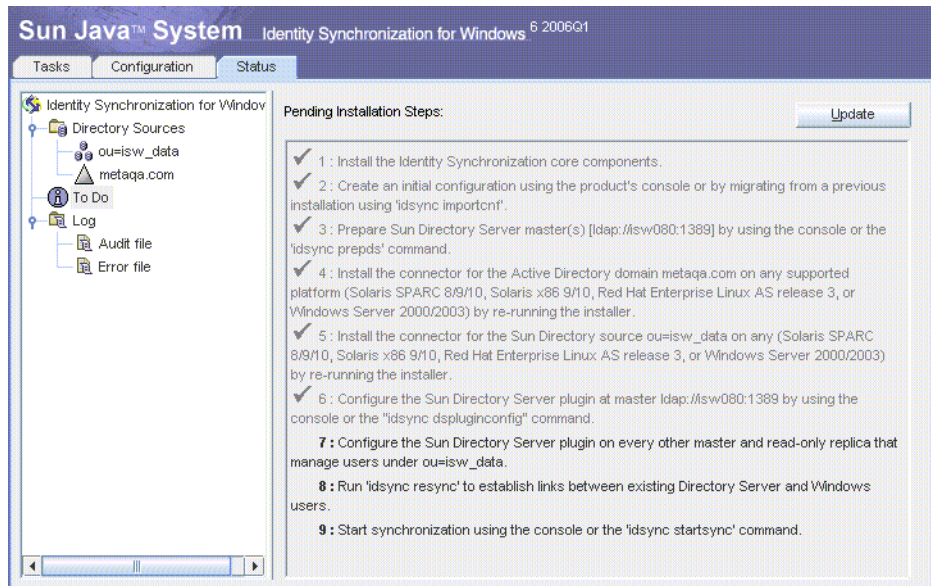 Sun Java™ System Identity Synchronization for Windows 6 2006Q1
Tasks Configuration Status
Identity Synchronization for Window
Directory Sources
ou=isw_data
metaqa.com
To Do
Log
Audit file
Error file
Pending Installation Steps:
Update
1 : Install the Identity Synchronization core components.
2 : Create an initial configuration using the product's console or by migrating from a previous
installation using 'idsync importcnf'.
3 : Prepare Sun Directory Server master(s) [ldap://isw080:1389] by using the console or the
'idsync prepds' command.
4 : Install the connector for the Active Directory domain metaqa.com on any supported
platform (Solaris SPARC 8/9/10, Solaris x86 9/10, Red Hat Enterprise Linux AS release 3, or
Windows Server 2000/2003) by re-running the installer.
5 : Install the connector for the Sun Directory source ou=isw_data on any (Solaris SPARC
8/9/10, Solaris x86 9/10, Red Hat Enterprise Linux AS release 3, or Windows Server 2000/2003)
by re-running the installer.
6 : Configure the Sun Directory Server plugin at master ldap://isw080:1389 by using the
console or the "idsync dspluginconfig" command.
7 : Configure the Sun Directory Server plugin on every other master and read-only replica that
manage users under ou=isw_data.
8 : Run 'idsync resync' to establish links between existing Directory Server and Windows
users.
9 : Start synchronization using the console or the 'idsync startsync' command.